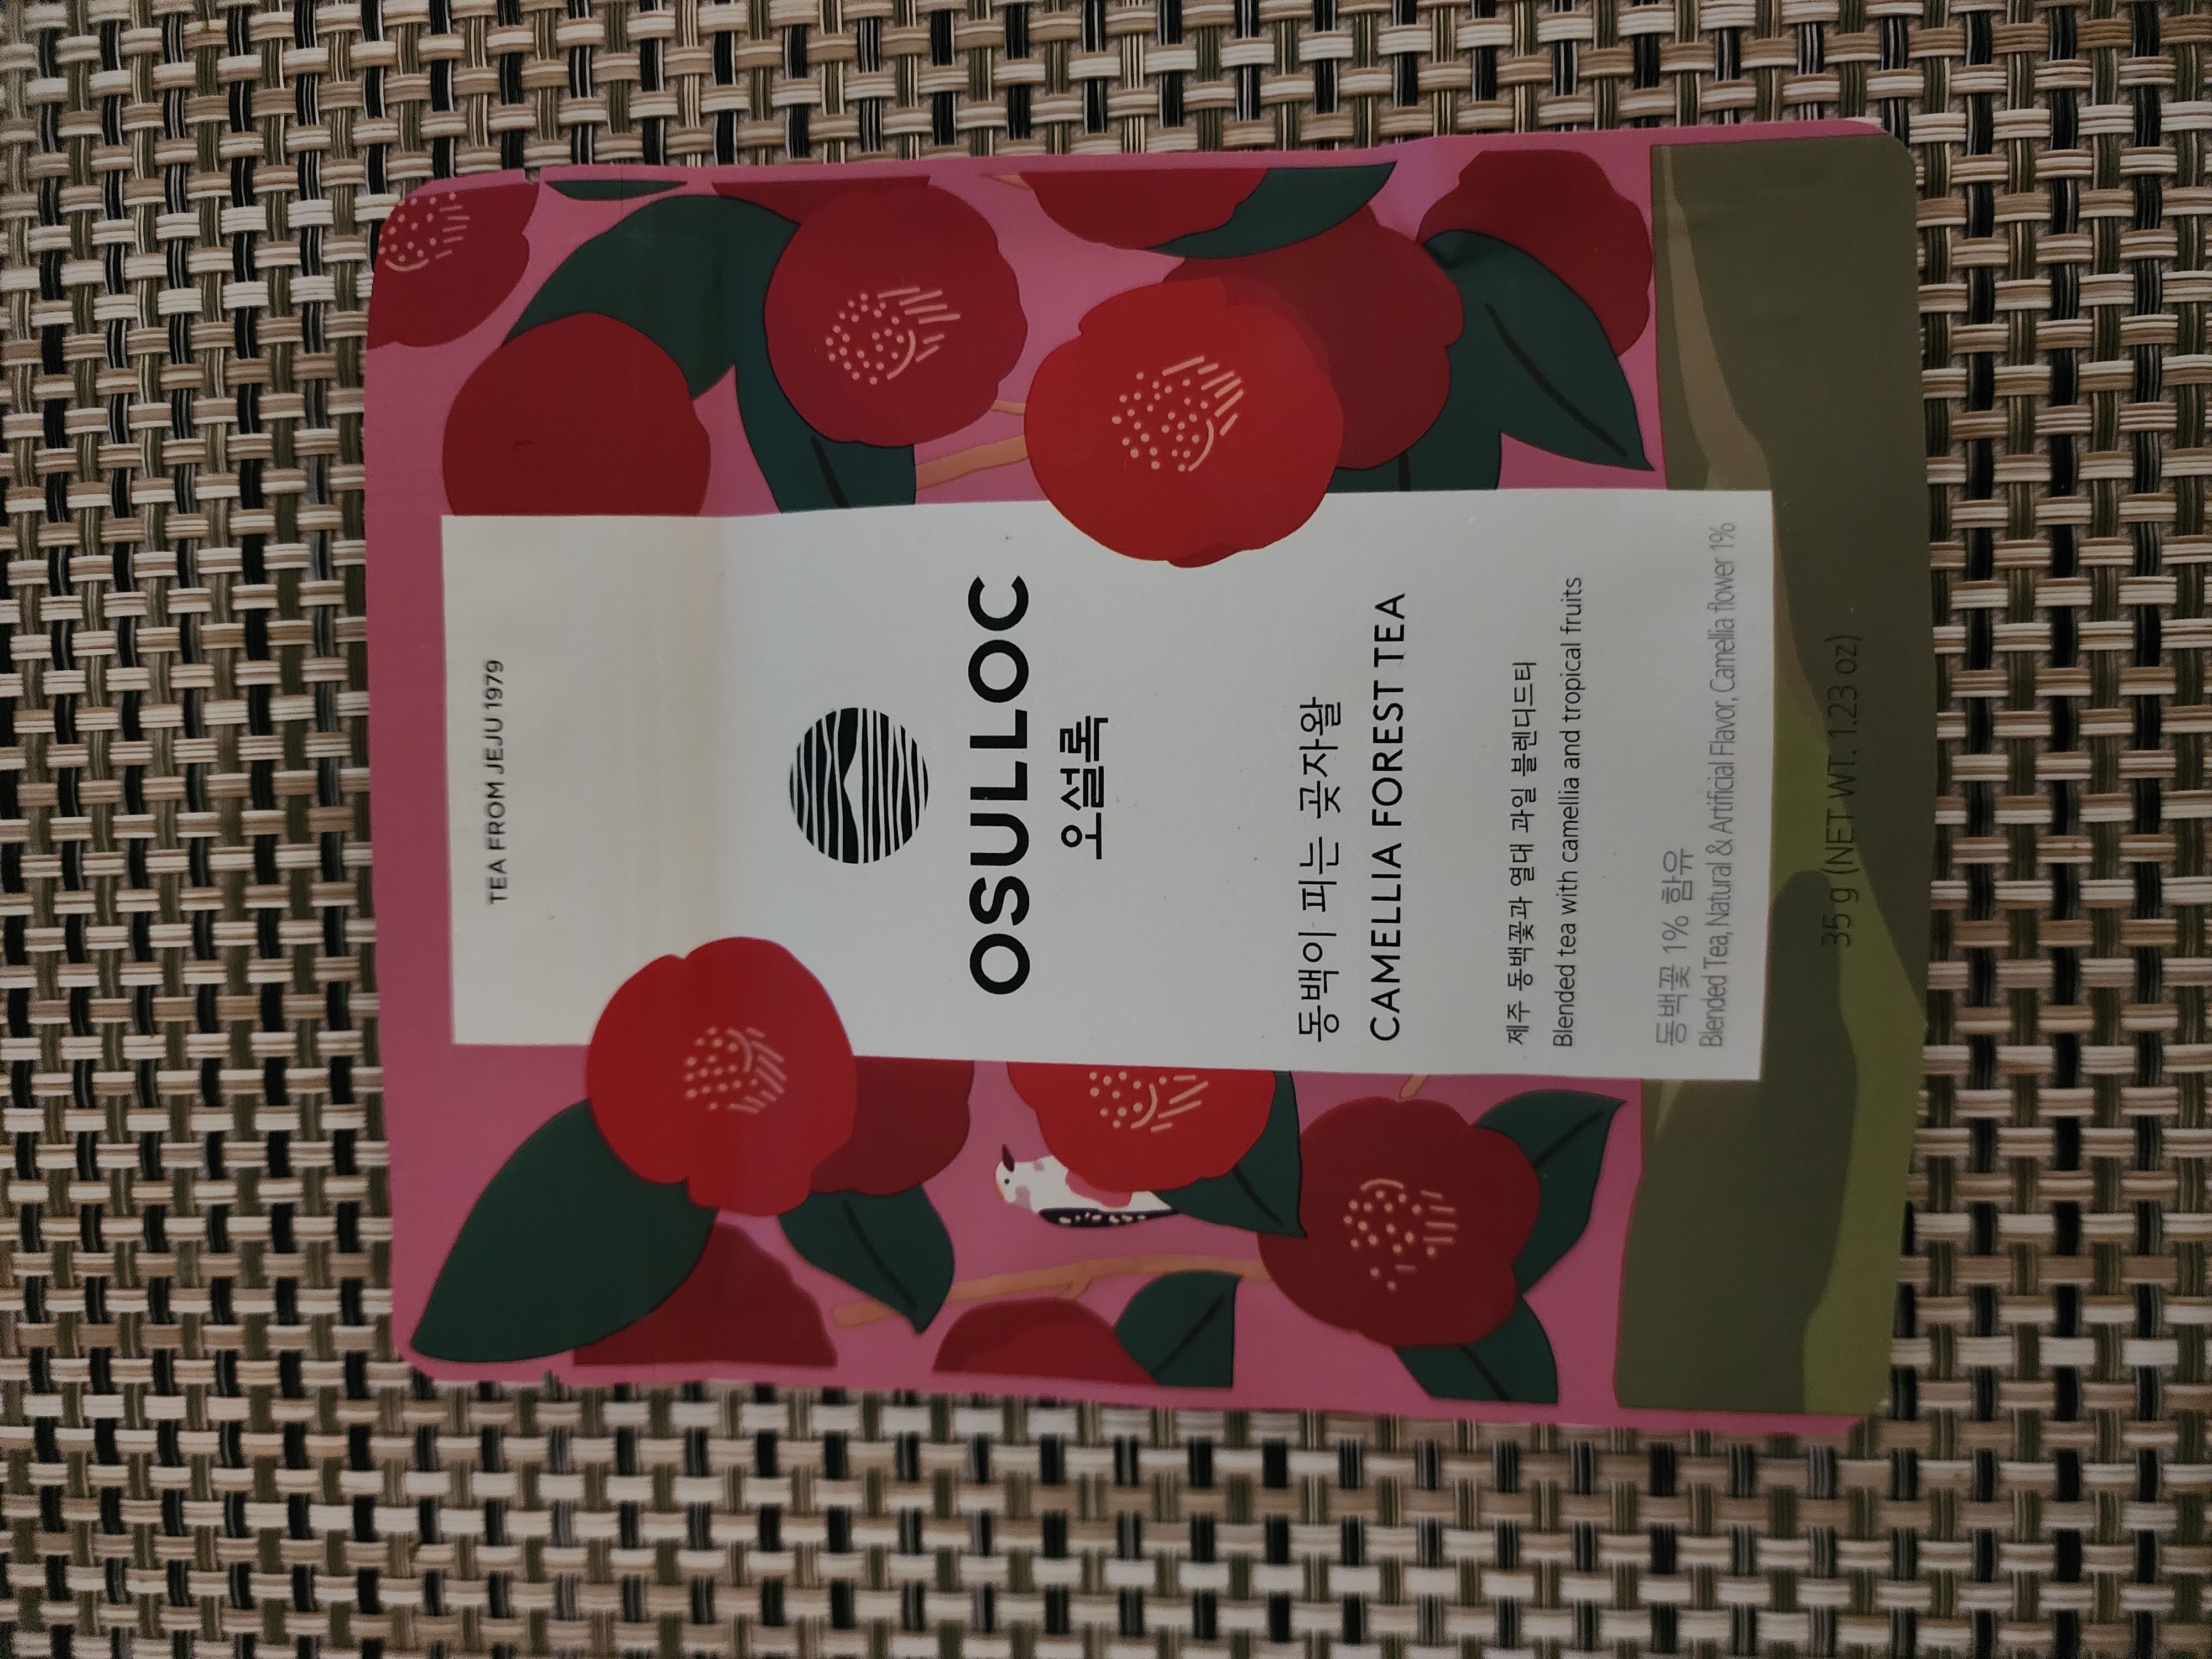 TEA FROM JEJU 1979
OSULLOC
오설록
동백이 피는 곶자왈
CAMELLIA FOREST TEA
제주 동백꽃과 열대 과일 블렌디드티
Blended tea with camellia and tropical fruits
동백꽃 1% 함유
Blended Tea, Natural & Artificial Flavor, Camellia flower 1%
35 g (NET WT. 1.23 oz)